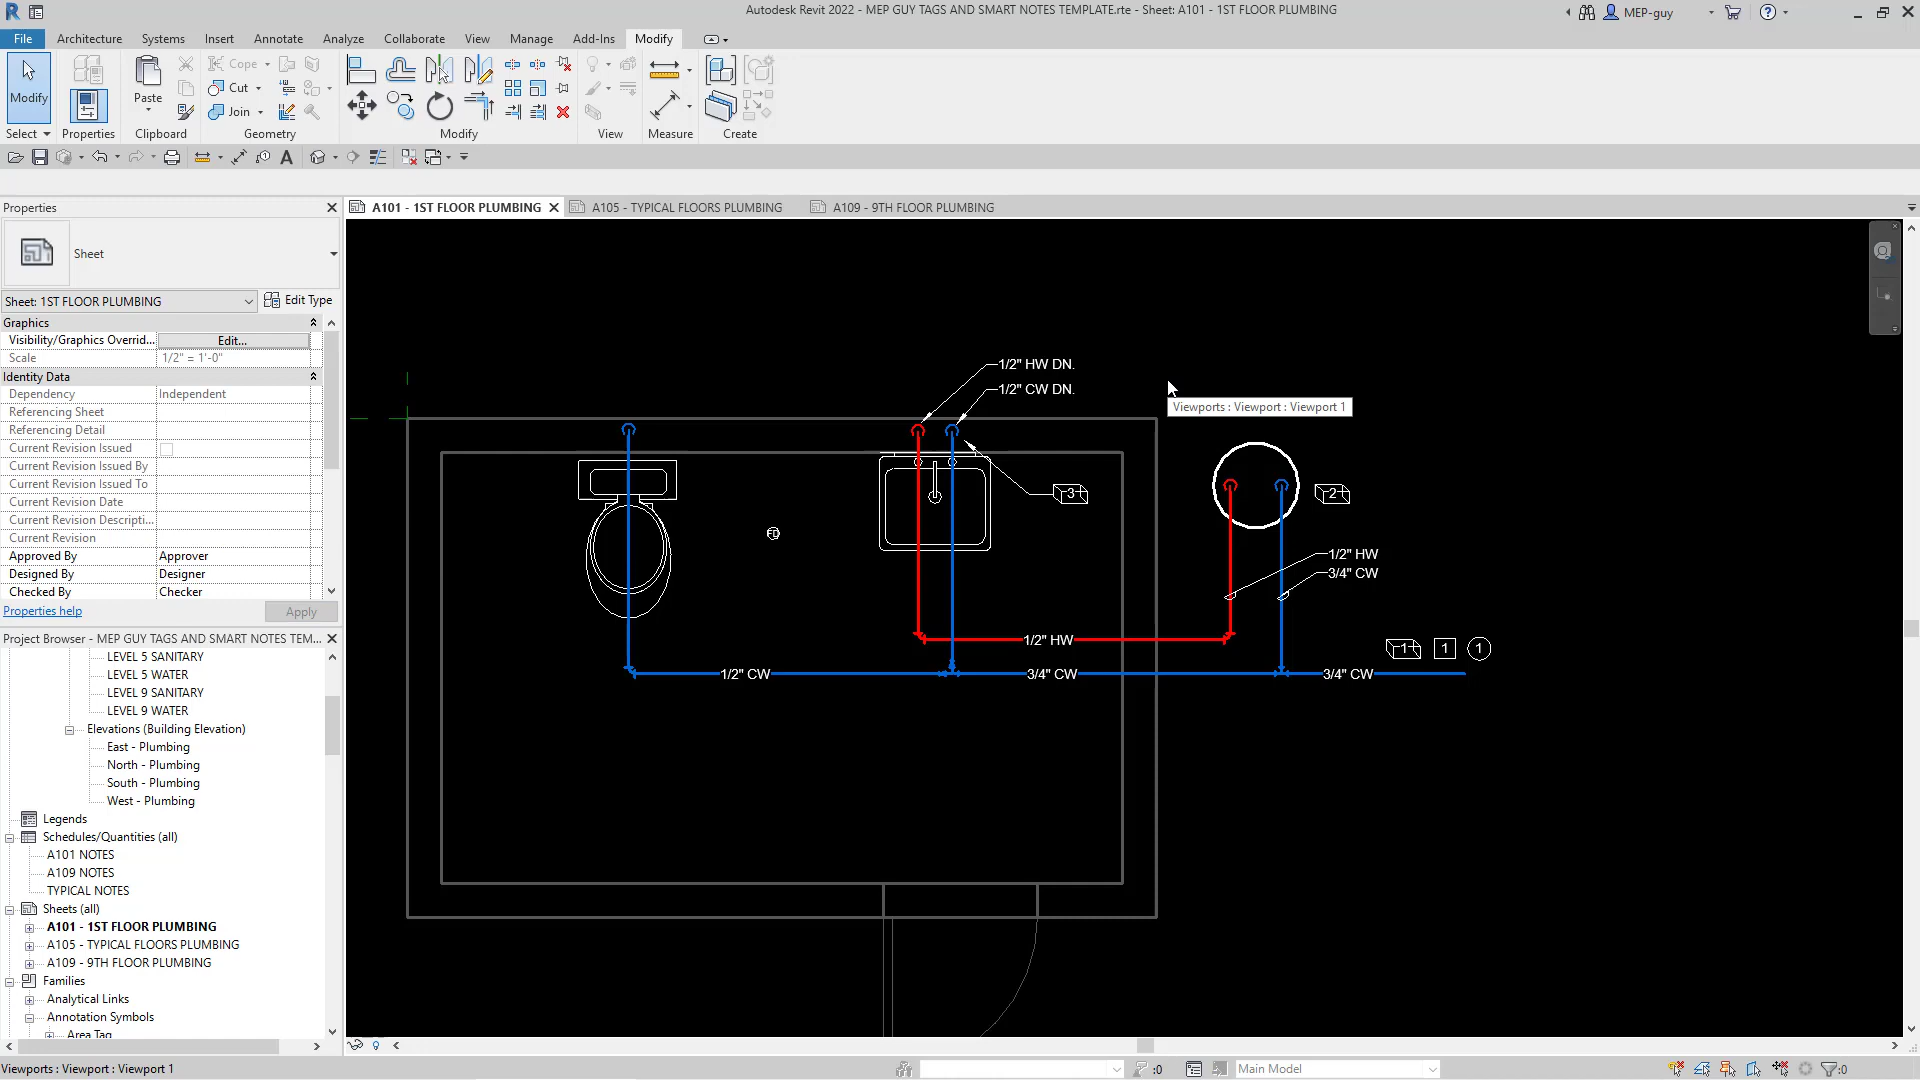 Autodesk Revit 2022 - MEP GUY TAGS AND SMART NOTES TEMPLATE.rte - Sheet: A101 - 1ST FLOOR PLUMBING
MEP-guy
File Architecture Systems Insert Annotate Analyze Collaborate View Manage Add-Ins Modify
Modify
Paste
Cope
Cut
Join
Select Properties Clipboard Geometry Modify View Measure Create
Properties
A101 - 1ST FLOOR PLUMBING
A105 - TYPICAL FLOORS PLUMBING
A109 - 9TH FLOOR PLUMBING
Sheet
Sheet: 1ST FLOOR PLUMBING
Edit Type
Graphics
Visibility/Graphics Overrid... Edit...
Scale 1/2" = 1'-0"
Identity Data
Dependency Independent
Referencing Sheet
Referencing Detail
Current Revision Issued
Current Revision Issued By
Current Revision Issued To
Current Revision Date
Current Revision Descripti...
Current Revision
Approved By Approver
Designed By Designer
Checked By Checker
Properties help
Apply
Project Browser - MEP GUY TAGS AND SMART NOTES TEM...
LEVEL 5 SANITARY
LEVEL 5 WATER
LEVEL 9 SANITARY
LEVEL 9 WATER
Elevations (Building Elevation)
East - Plumbing
North - Plumbing
South - Plumbing
West - Plumbing
Legends
Schedules/Quantities (all)
A101 NOTES
A109 NOTES
TYPICAL NOTES
Sheets (all)
A101 - 1ST FLOOR PLUMBING
A105 - TYPICAL FLOORS PLUMBING
A109 - 9TH FLOOR PLUMBING
Families
Analytical Links
Annotation Symbols
Area Tag
1/2" HW DN.
1/2" CW DN.
Viewports : Viewport : Viewport 1
3
2
FD
1/2" HW
3/4" CW
1/2" HW
1
1
1
1/2" CW
3/4" CW
3/4" CW
Viewports : Viewport : Viewport 1
:0
Main Model
:0